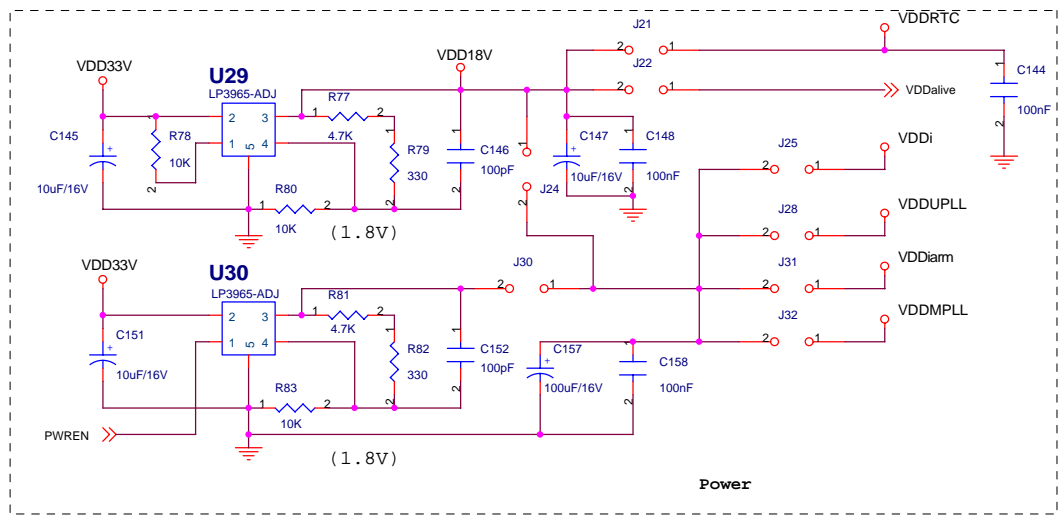 J21
VDDRTC
2 1
VDD33V
U29
VDD18V
J22
LP3965-ADJ
R77
2 1
VDDalive
C144
1
100nF
2
C145
10uF/16V
1
R78
10K
2
2 3
1 4
5
1 2
4.7K
R79
330
1
C146
100pF
2
1
J24
2
C147
10uF/16V
1
C148
100nF
2
J25
VDDi
2 1
R80
1 2
10K
(1.8V)
J28
VDDUPLL
2 1
VDD33V
U30
LP3965-ADJ
J30
2 1
J31
VDDiarm
2 1
C151
10uF/16V
2 3
1 4
5
R81
1 2
4.7K
R82
330
1
C152
100pF
2
C157
100uF/16V
1
C158
100nF
2
J32
VDDMPLL
2 1
R83
1 2
10K
PWREN
(1.8V)
Power